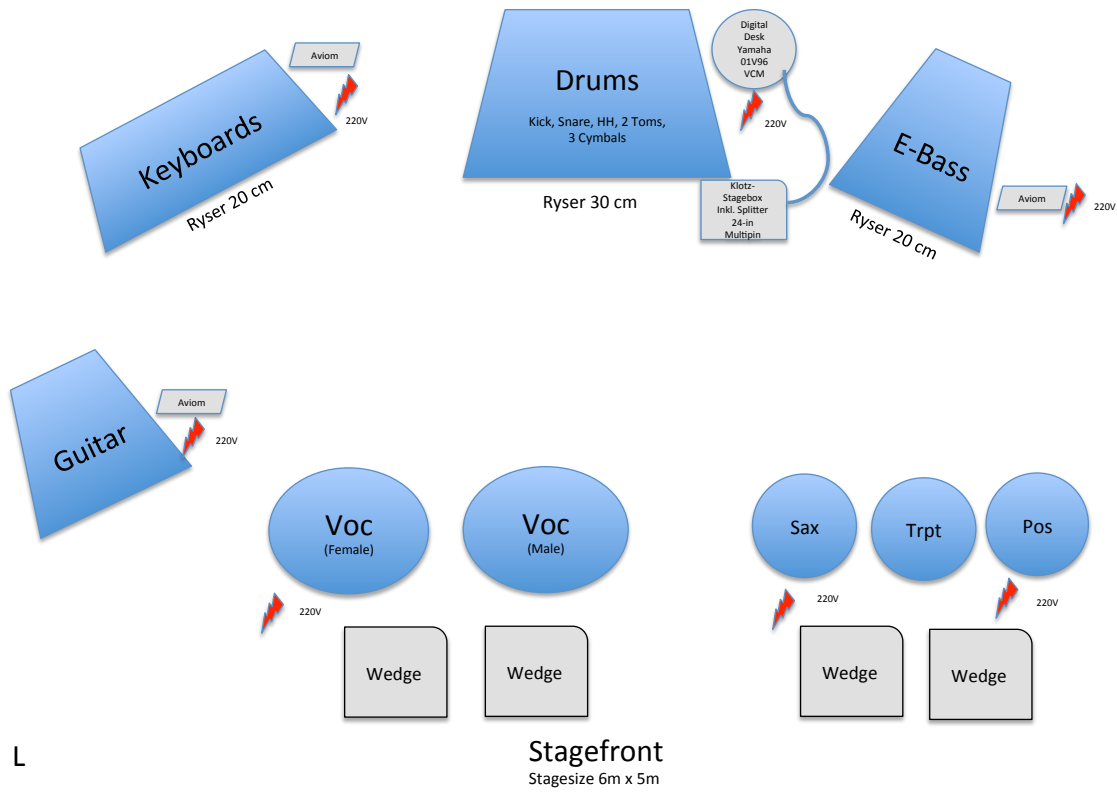 Aviom
220V
Keyboards
Ryser 20 cm
Drums
Kick, Snare, HH, 2 Toms,
3 Cymbals
Ryser 30 cm
Digital
Desk
Yamaha
01V96
VCM
220V
Klotz-
Stagebox
Inkl. Splitter
24-in
Multipin
E-Bass
Ryser 20 cm
Aviom
220V
Guitar
Aviom
220V
Voc
(Female)
220V
Voc
(Male)
Sax
220V
Trpt
Pos
220V
Wedge
Wedge
Wedge
Wedge
L
Stagefront
Stagesize 6m x 5m